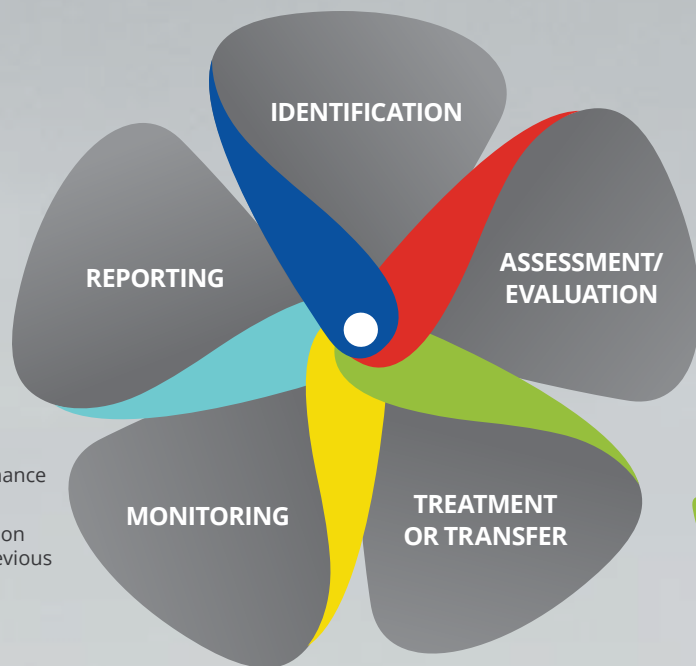 IDENTIFICATION
ASSESSMENT/
EVALUATION
REPORTING
MONITORING
TREATMENT
OR TRANSFER